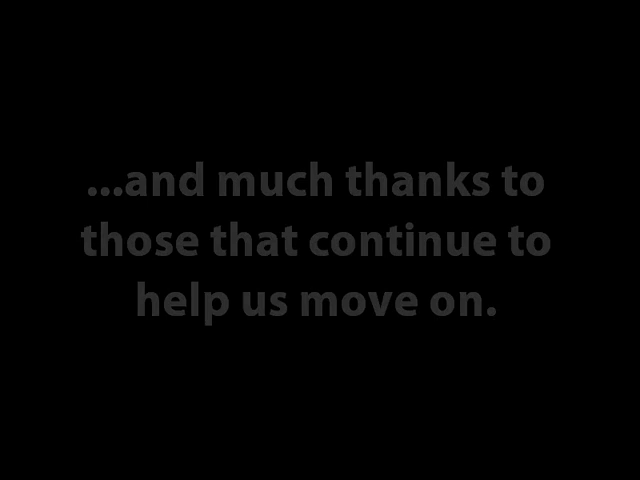 ...and much thanks to
those that continue to
help us move on.